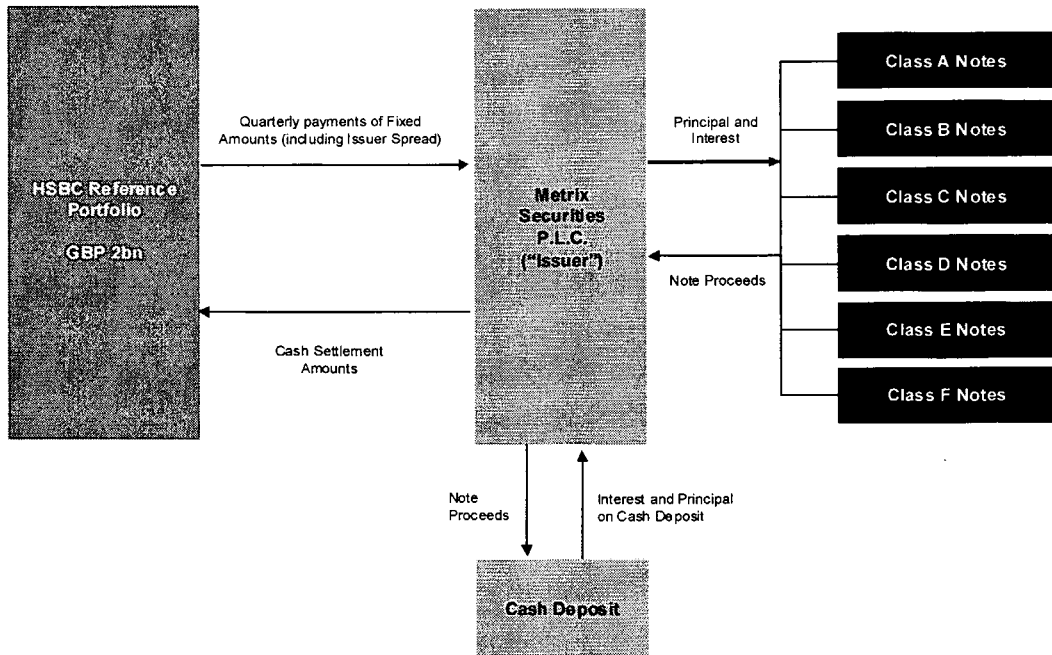 HSBC Reference
Portfolio
GBP 2bn
Quarterly payments of Fixed
Amounts (including Issuer Spread)
Cash Settlement
Amounts
Metrix
Securities
P.L.C.
("Issuer")
Principal and
Interest
Note Proceeds
Class A Notes
Class B Notes
Class C Notes
Class D Notes
Class E Notes
Class F Notes
Note
Proceeds
Interest and Principal
on Cash Deposit
Cash Deposit